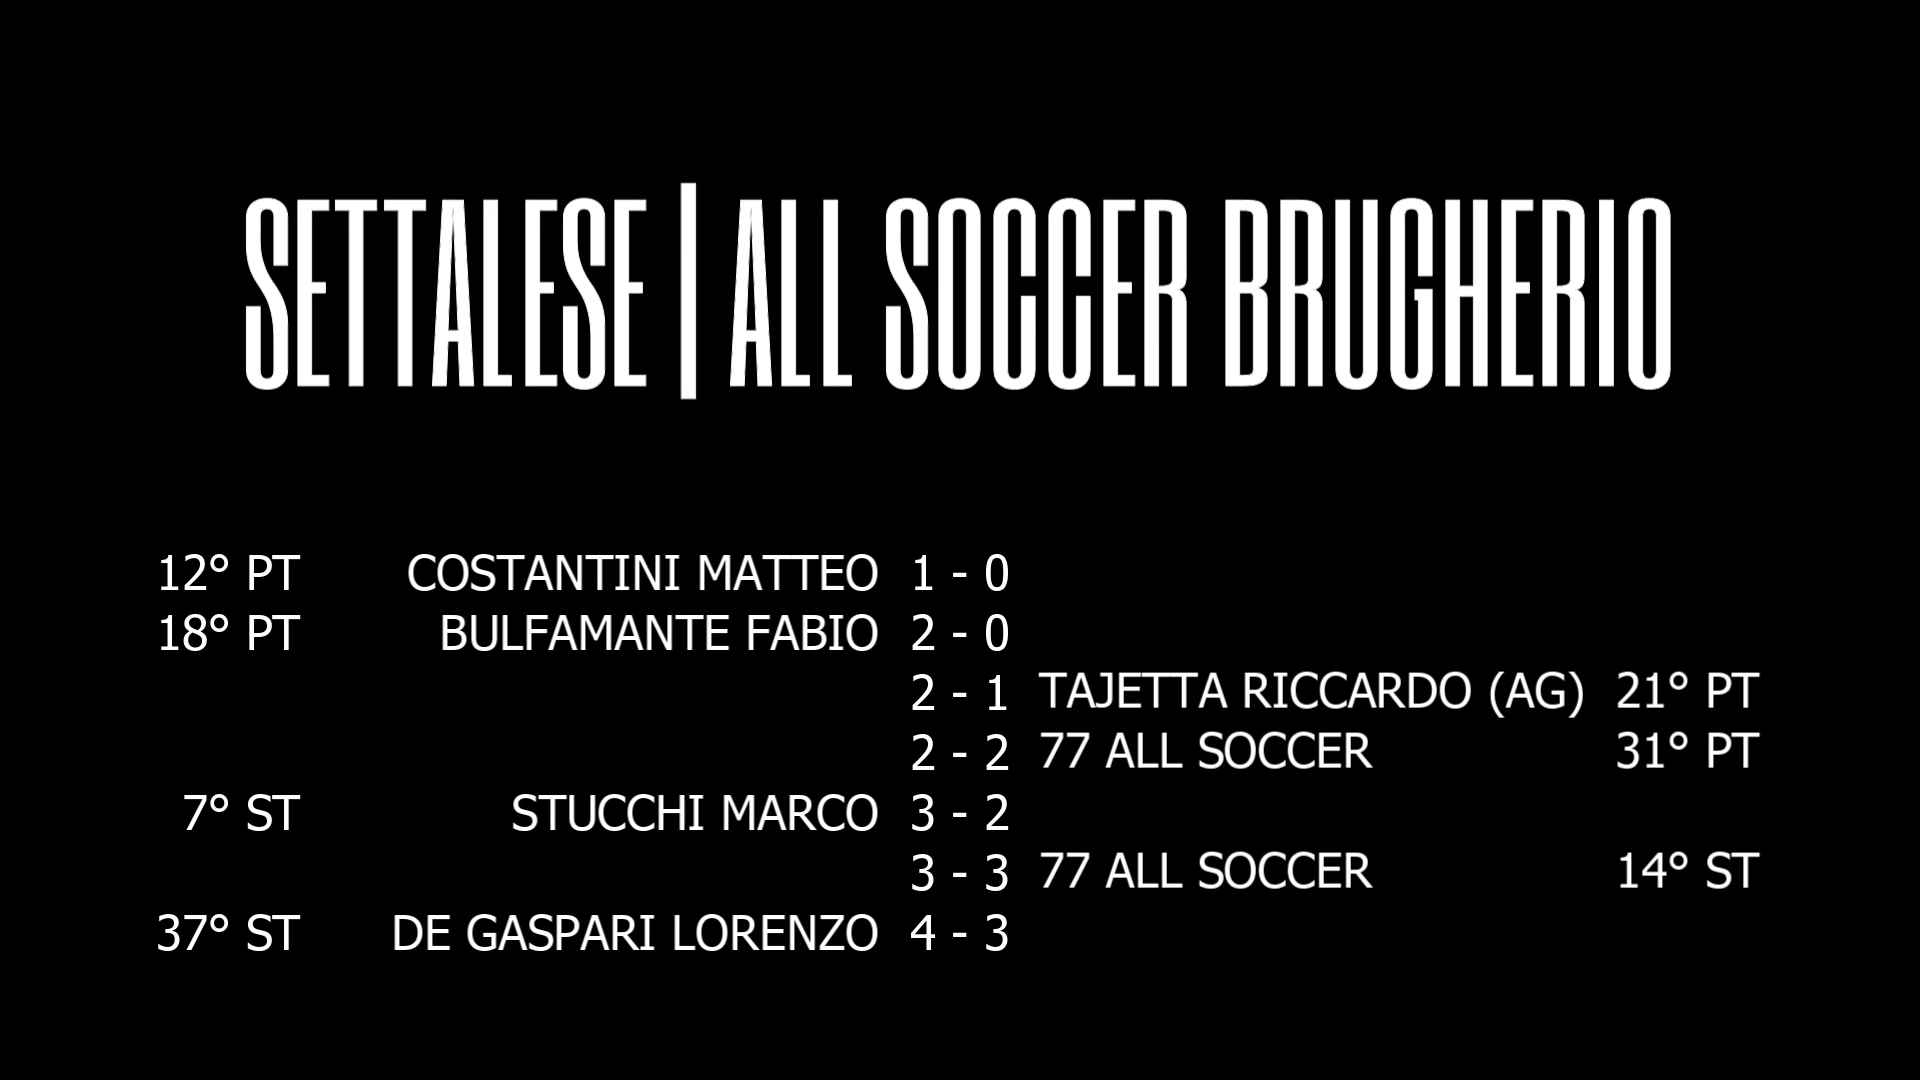 SETTALESE | ALL SOCCER BRUGHERIO
12° PT COSTANTINI MATTEO 1 - 0
18° PT BULFAMANTE FABIO 2 - 0
2 - 1 TAJETTA RICCARDO (AG) 21° PT
2 - 2 77 ALL SOCCER 31° PT
7° ST STUCCHI MARCO 3 - 2
3 - 3 77 ALL SOCCER 14° ST
37° ST DE GASPARI LORENZO 4 - 3